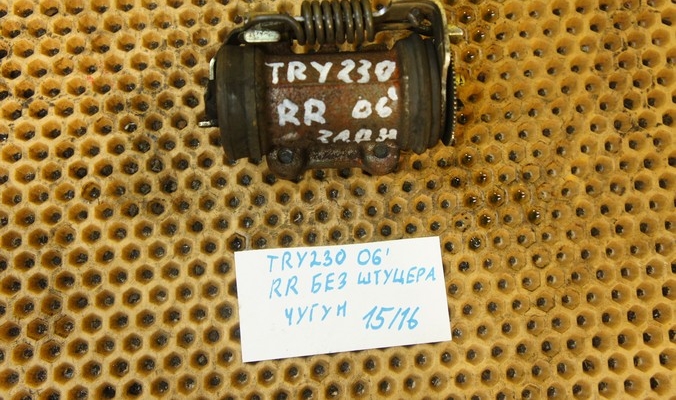 TRY230
RR 06'
TRY230 06'
RR БЕЗ ШТУЦЕРА
ЧУГУН 15/16